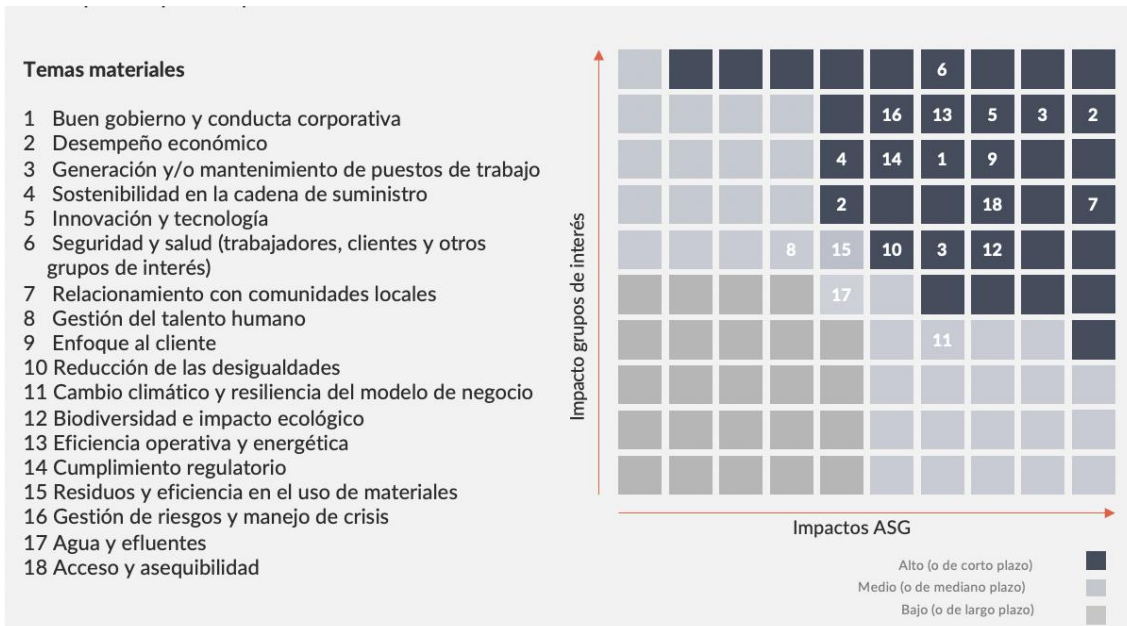 Temas materiales
1 Buen gobierno y conducta corporativa
2 Desempeño económico
3 Generación y/o mantenimiento de puestos de trabajo
4 Sostenibilidad en la cadena de suministro
5 Innovación y tecnología
6 Seguridad y salud (trabajadores, clientes y otros
grupos de interés)
7 Relacionamiento con comunidades locales
8 Gestión del talento humano
9 Enfoque al cliente
10 Reducción de las desigualdades
11 Cambio climático y resiliencia del modelo de negocio
12 Biodiversidad e impacto ecológico
13 Eficiencia operativa y energética
14 Cumplimiento regulatorio
15 Residuos y eficiencia en el uso de materiales
16 Gestión de riesgos y manejo de crisis
17 Agua y efluentes
18 Acceso y asequibilidad
Impacto grupos de interés
6
16 13 5 3 2
4 14 1 9
2 18 7
8 15 10 3 12
17
11
Impactos ASG
Alto (o de corto plazo)
Medio (o de mediano plazo)
Bajo (o de largo plazo)